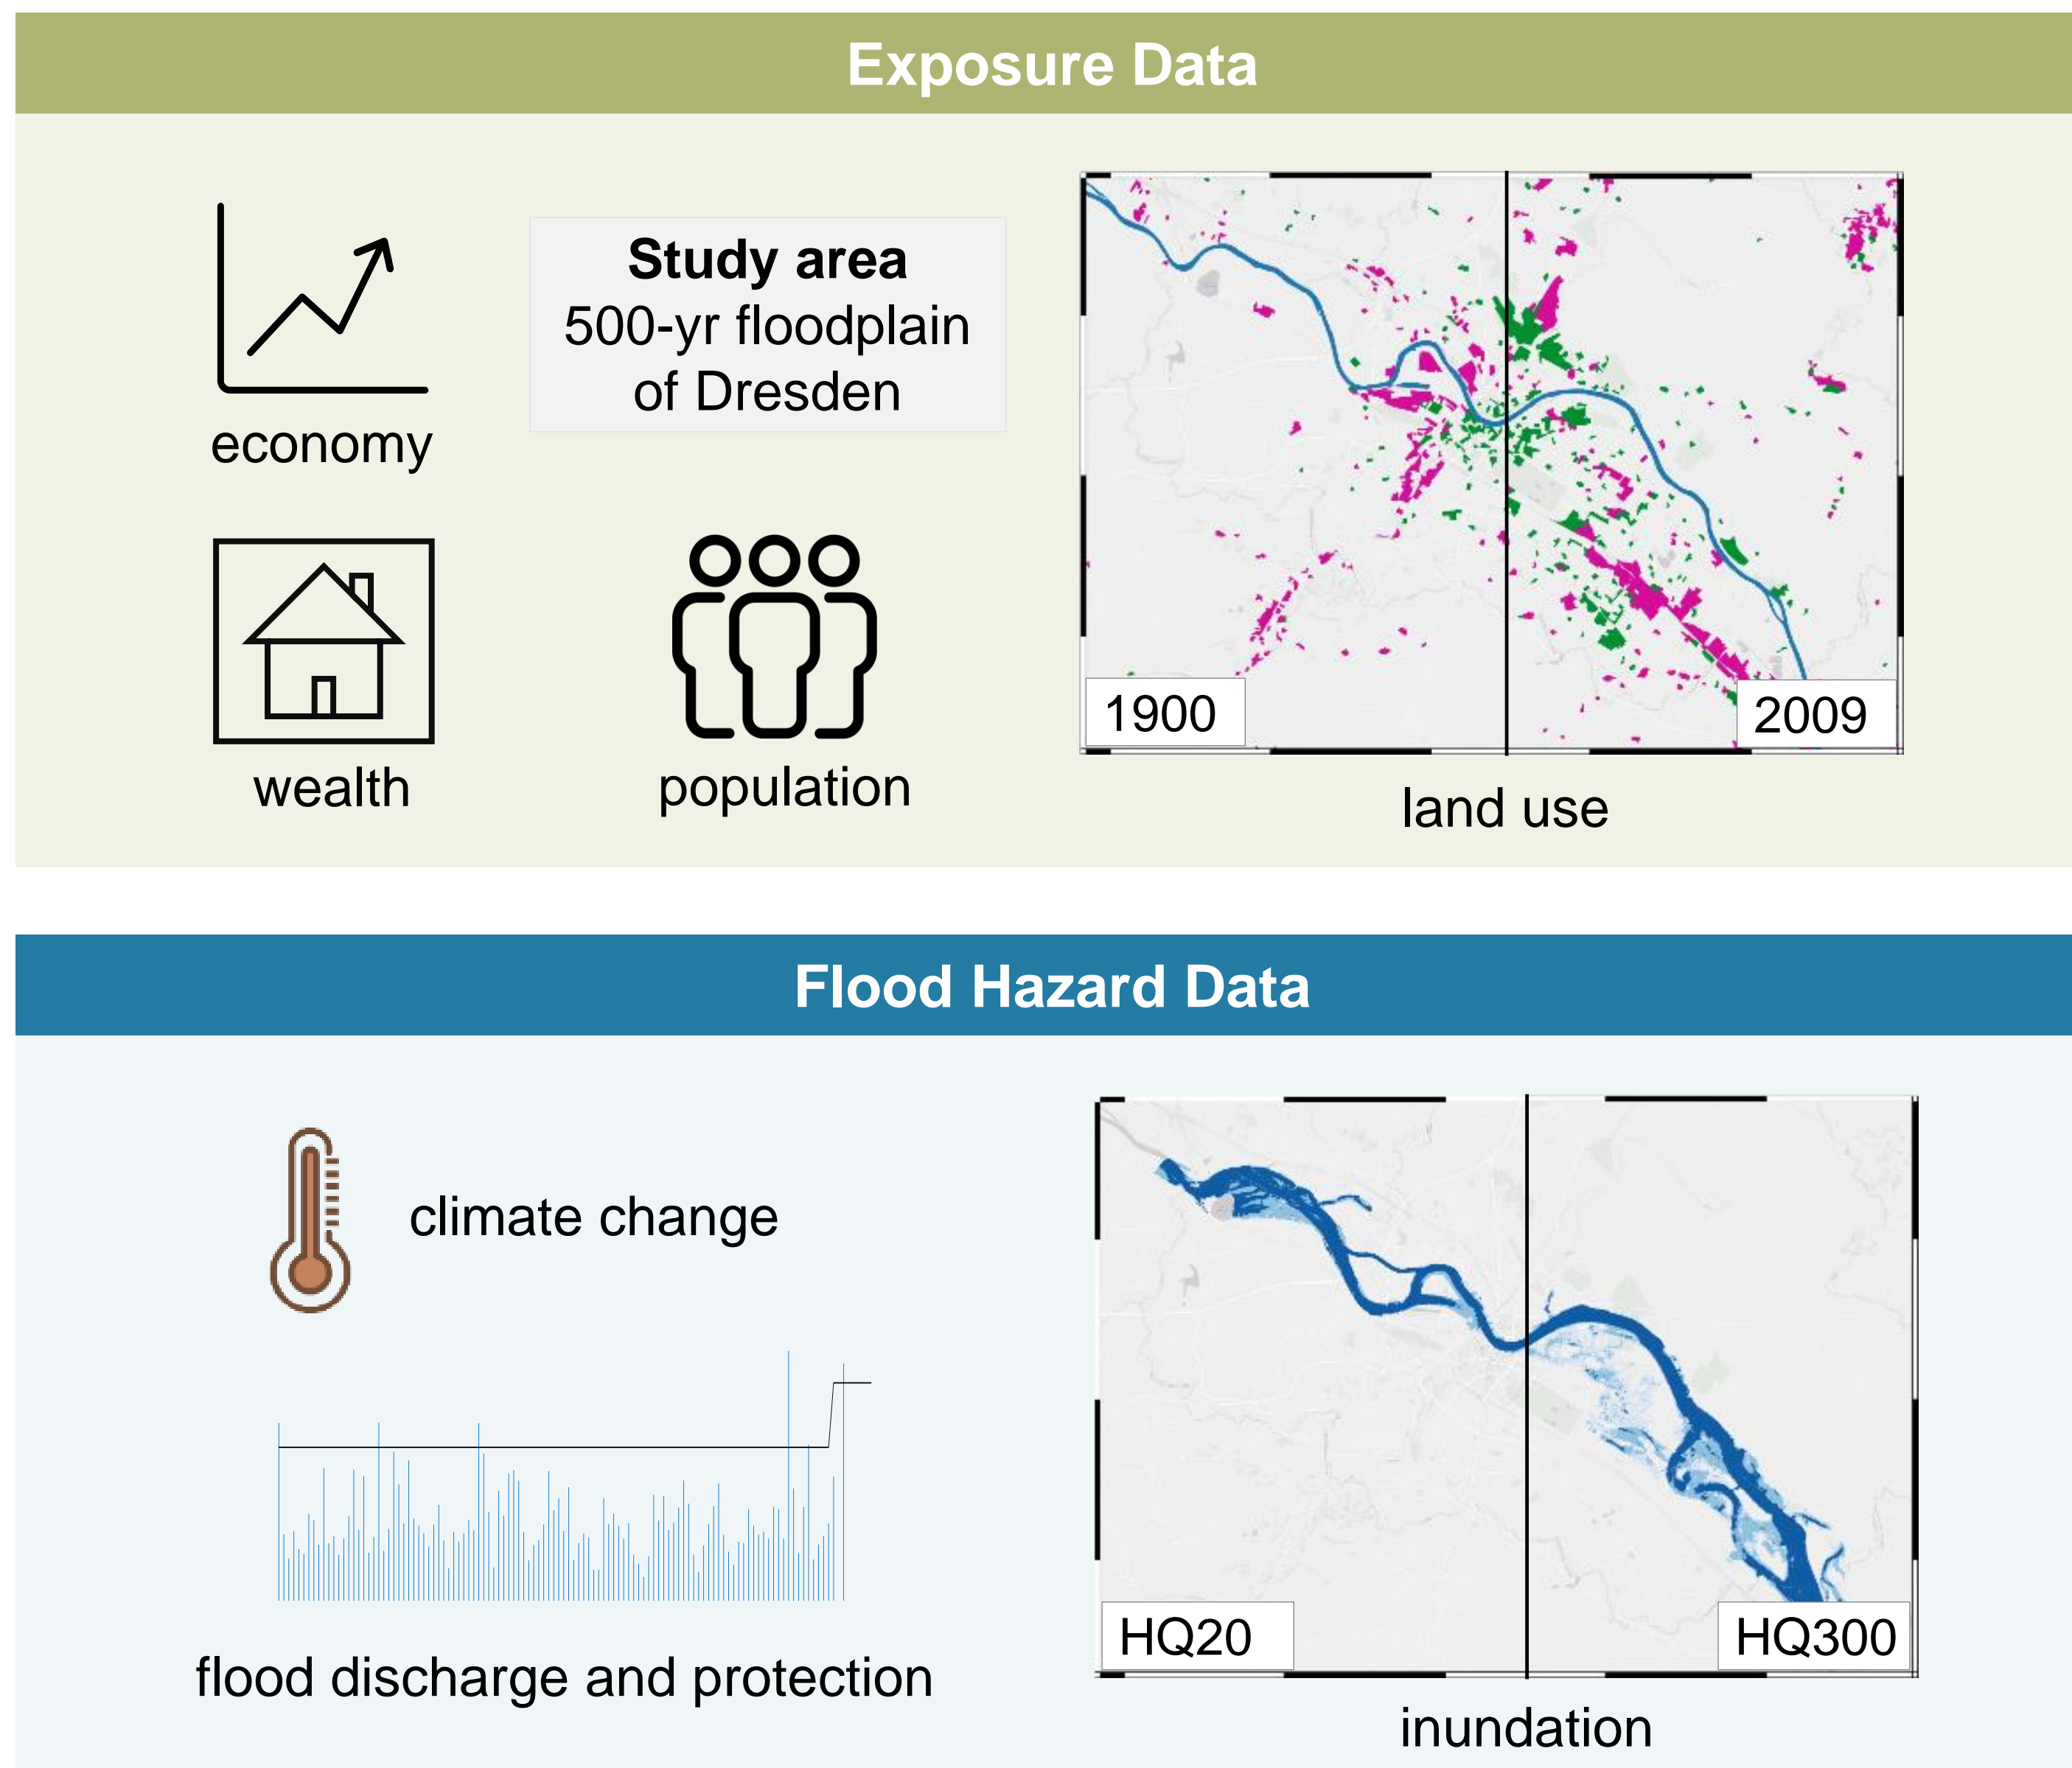 Exposure Data
economy
Study area
500-yr floodplain
of Dresden
wealth
population
1900
2009
land use
Flood Hazard Data
climate change
flood discharge and protection
HQ20
HQ300
inundation